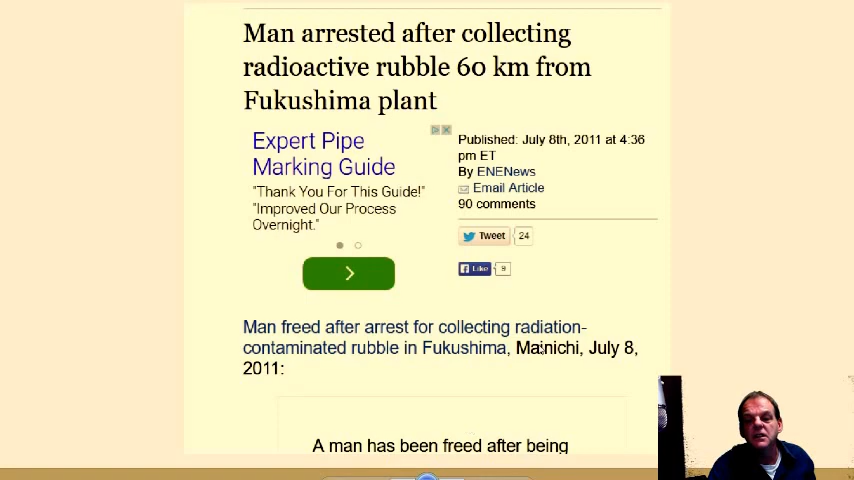 Man arrested after collecting
radioactive rubble 60 km from
Fukushima plant
Expert Pipe
Marking Guide
"Thank You For This Guide!"
"Improved Our Process
Overnight."
Published: July 8th, 2011 at 4:36
pm ET
By ENENews
Email Article
90 comments
Tweet 24
Like 9
Man freed after arrest for collecting radiation-
contaminated rubble in Fukushima, Mainichi, July 8,
2011:
A man has been freed after being